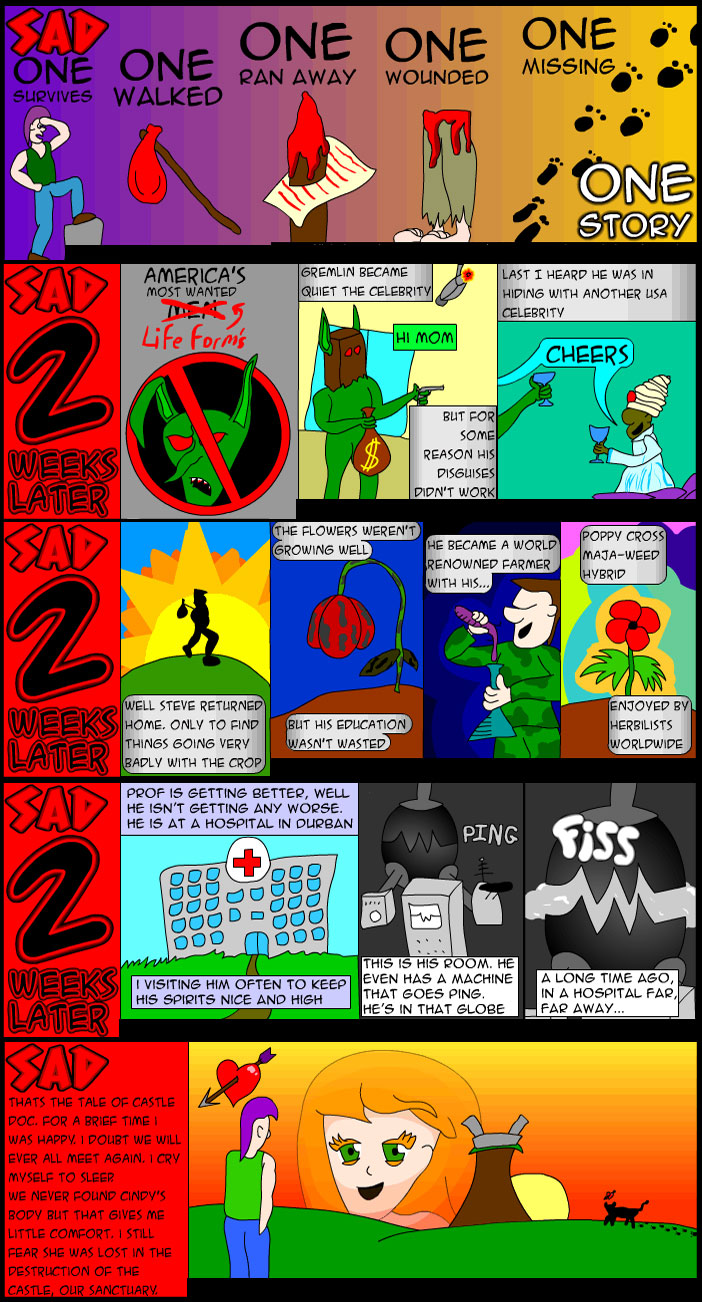 SAD
ONE
SURVIVES
ONE
WALKED
ONE
RAN AWAY
ONE
WOUNDED
ONE
MISSING
ONE
STORY
SAD
2
WEEKS
LATER
AMERICA'S
MOST WANTED
MEN
LIFE FORM'S
GREMLIN BECAME
QUIET THE CELEBRITY
HI MOM
BUT FOR
SOME
REASON HIS
DISGUISES
DIDN'T WORK
LAST I HEARD HE WAS IN
HIDING WITH ANOTHER USA
CELEBRITY
CHEERS
$
SAD
2
WEEKS
LATER
WELL STEVE RETURNED
HOME. ONLY TO FIND
THINGS GOING VERY
BADLY WITH THE CROP
THE FLOWERS WEREN'T
GROWING WELL
BUT HIS EDUCATION
WASN'T WASTED
HE BECAME A WORLD
RENOWNED FARMER
WITH HIS...
POPPY CROSS
MAJA-WEED
HYBRID
ENJOYED BY
HERBILISTS
WORLDWIDE
SAD
2
WEEKS
LATER
PROF IS GETTING BETTER, WELL
HE ISN'T GETTING ANY WORSE.
HE IS AT A HOSPITAL IN DURBAN
I VISITING HIM OFTEN TO KEEP
HIS SPIRITS NICE AND HIGH
PING
THIS IS HIS ROOM. HE
EVEN HAS A MACHINE
THAT GOES PING.
HE'S IN THAT GLOBE
FISS
A LONG TIME AGO,
IN A HOSPITAL FAR,
FAR AWAY...
SAD
THATS THE TALE OF CASTLE
DOC. FOR A BRIEF TIME I
WAS HAPPY. I DOUBT WE WILL
EVER ALL MEET AGAIN. I CRY
MYSELF TO SLEEP
WE NEVER FOUND CINDY'S
BODY BUT THAT GIVES ME
LITTLE COMFORT. I STILL
FEAR SHE WAS LOST IN THE
DESTRUCTION OF THE
CASTLE, OUR SANCTUARY.